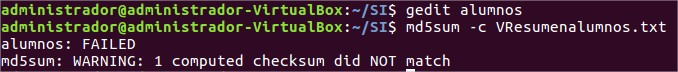 administrador@administrador-VirtualBox:~/SI$ gedit alumnos
administrador@administrador-VirtualBox:~/SI$ md5sum -c VResumenalumnos.txt
alumnos: FAILED
md5sum: WARNING: 1 computed checksum did NOT match